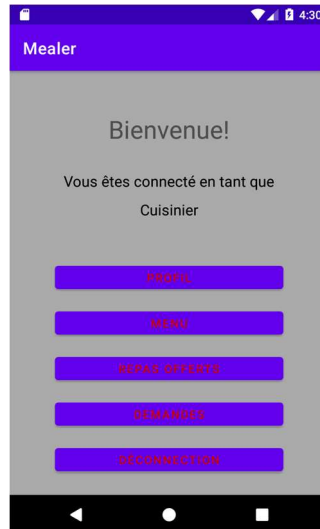 4:30
Mealer
Bienvenue!
Vous êtes connecté en tant que
Cuisinier
PROFIL
MENU
REPAS OFFERTS
DEMANDES
DÉCONNECTION